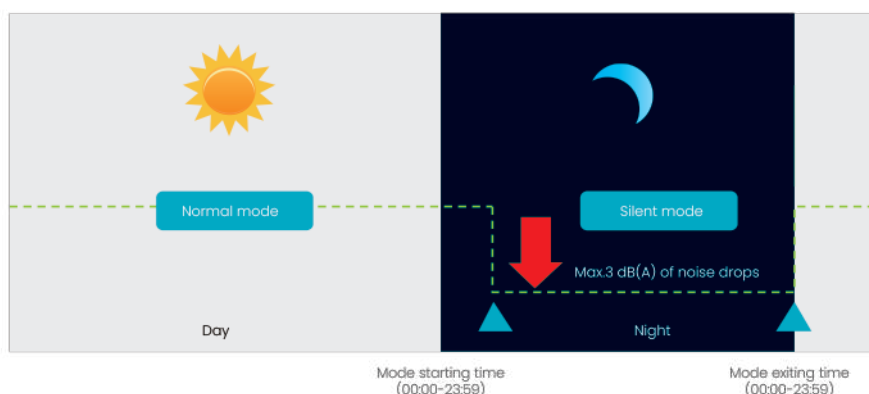 Normal mode
Silent mode
Max.3 dB(A) of noise drops
Day
Night
Mode starting time
(00:00-23:59)
Mode exiting time
(00:00-23:59)